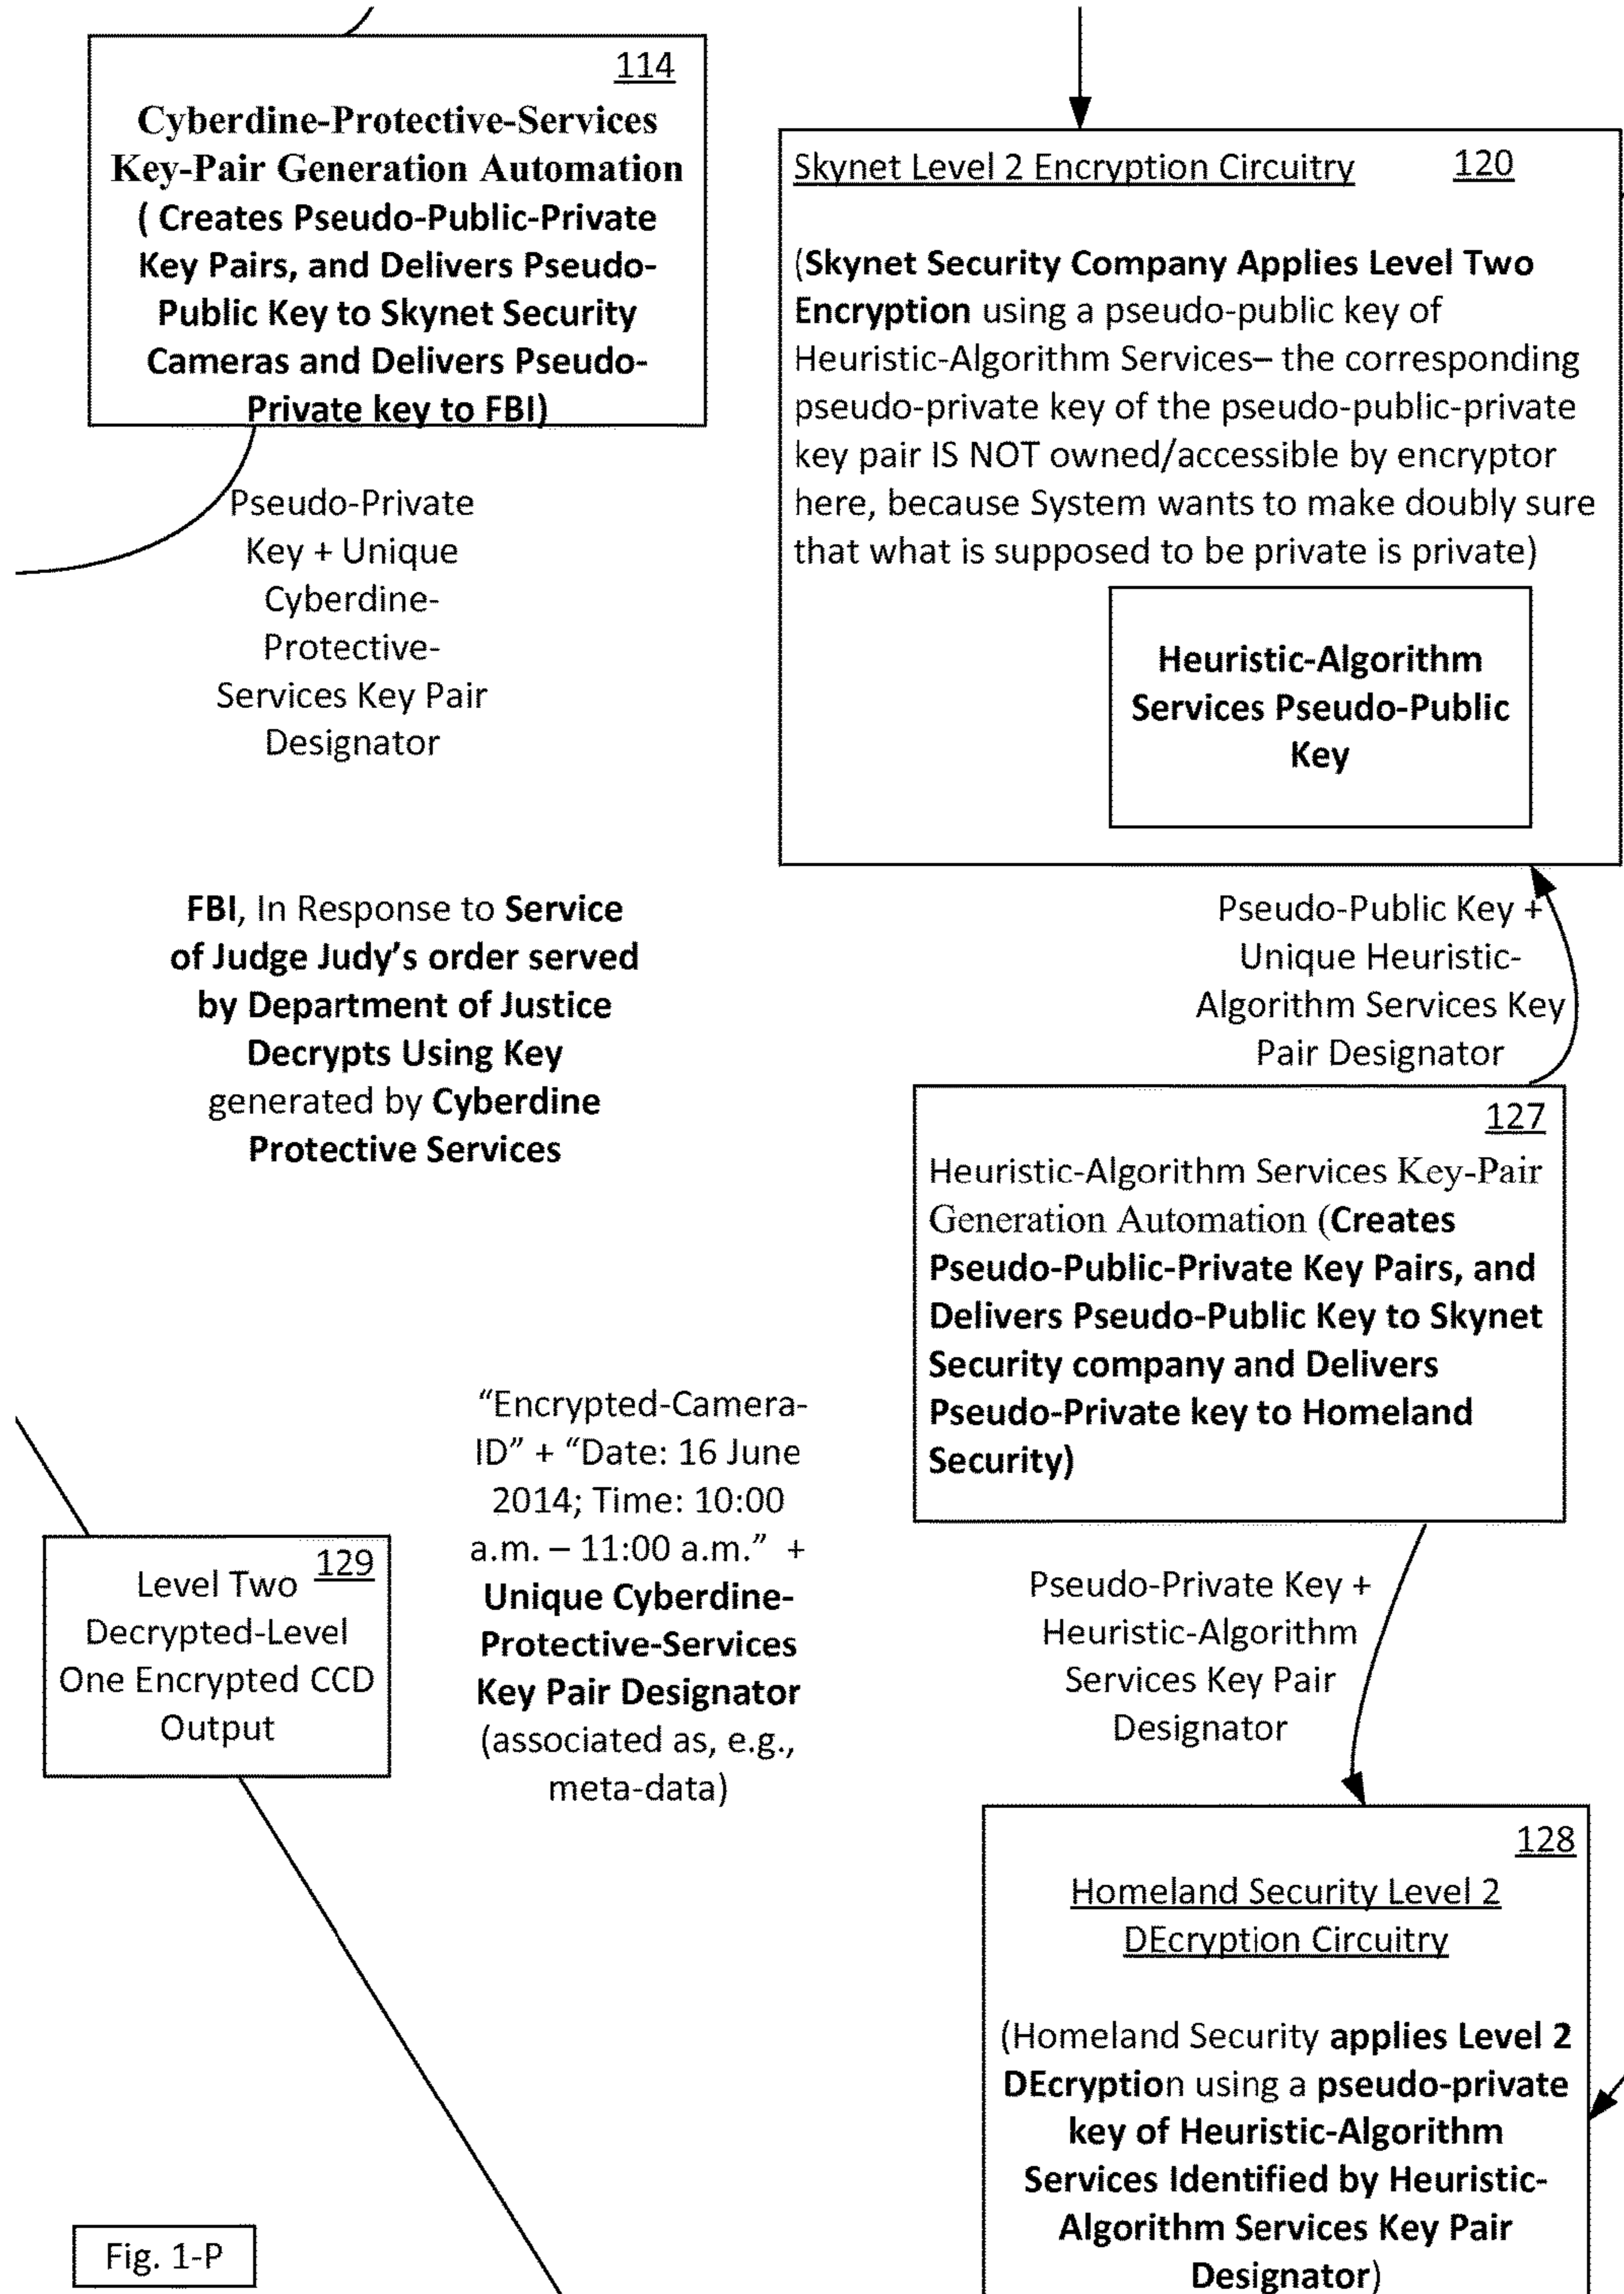 114
Cyberdine-Protective-Services
Key-Pair Generation Automation
( Creates Pseudo-Public-Private
Key Pairs, and Delivers Pseudo-
Public Key to Skynet Security
Cameras and Delivers Pseudo-
Private key to FBI)
Pseudo-Private
Key + Unique
Cyberdine-
Protective-
Services Key Pair
Designator
Skynet Level 2 Encryption Circuitry 120
(Skynet Security Company Applies Level Two
Encryption using a pseudo-public key of
Heuristic-Algorithm Services– the corresponding
pseudo-private key of the pseudo-public-private
key pair IS NOT owned/accessible by encryptor
here, because System wants to make doubly sure
that what is supposed to be private is private)
Heuristic-Algorithm
Services Pseudo-Public
Key
FBI, In Response to Service
of Judge Judy’s order served
by Department of Justice
Decrypts Using Key
generated by Cyberdine
Protective Services
Pseudo-Public Key +
Unique Heuristic-
Algorithm Services Key
Pair Designator
127
Heuristic-Algorithm Services Key-Pair
Generation Automation (Creates
Pseudo-Public-Private Key Pairs, and
Delivers Pseudo-Public Key to Skynet
Security company and Delivers
Pseudo-Private key to Homeland
Security)
“Encrypted-Camera-
ID” + “Date: 16 June
2014; Time: 10:00
a.m. – 11:00 a.m.” +
Unique Cyberdine-
Protective-Services
Key Pair Designator
(associated as, e.g.,
meta-data)
129
Level Two
Decrypted-Level
One Encrypted CCD
Output
Pseudo-Private Key +
Heuristic-Algorithm
Services Key Pair
Designator
128
Homeland Security Level 2
DEcryption Circuitry
(Homeland Security applies Level 2
DEcryption using a pseudo-private
key of Heuristic-Algorithm
Services Identified by Heuristic-
Algorithm Services Key Pair
Designator)
Fig. 1-P